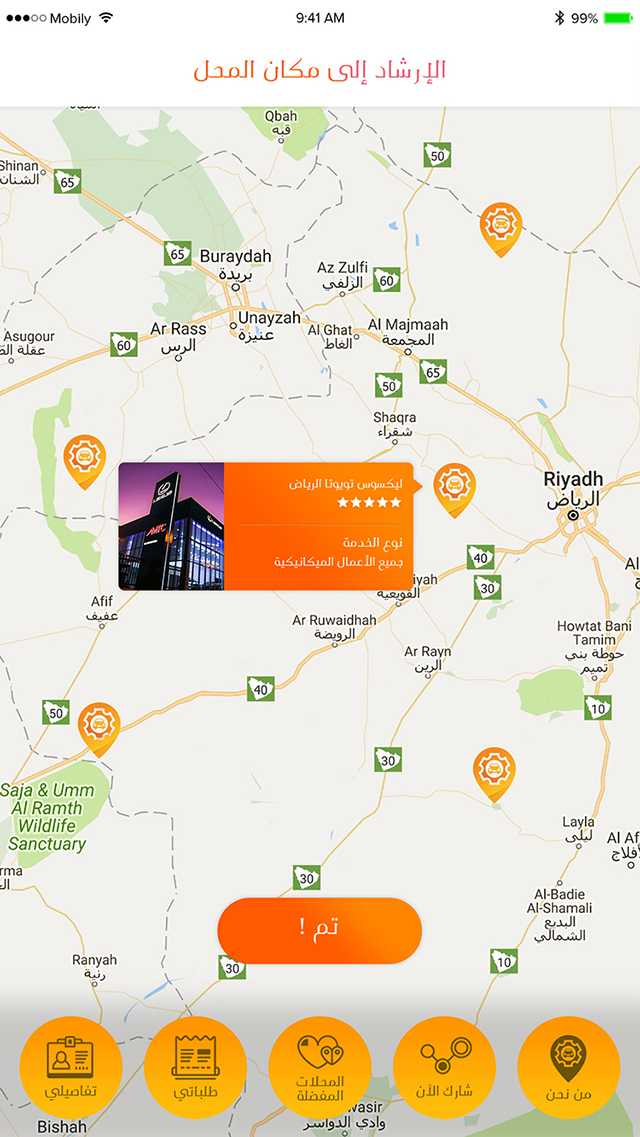 Mobily
9:41 AM
99%
الإرشاد إلى مكان المحل
Qbah
قبه
50
Shinan
الشنان
65
65
Buraydah
بريدة
Az Zulfi
الزلفي
60
Unayzah
عنيزة
Ar Rass
الرس
Al Ghat
الغاط
Al Majmaah
المجمعة
Asugour
عقلة
60
65
50
Shaqra
شقراء
ليكسوس تويوتا الرياض
نوع الخدمة
جميع الأعمال الميكانيكية
AMTC
Riyadh
الرياض
40
30
iyah
القويعية
Afif
عفيف
Ar Ruwaidhah
الرويضة
Ar Rayn
الرين
Howtat Bani
Tamim
حوطة بني
تميم
40
50
10
30
Saja & Umm
Al Ramth
Wildlife
Sanctuary
Layla
ليلى
Al Af
أفلاج
rma
30
Al-Badie
Al-Shamali
البديع
الشمالي
تم !
Ranyah
رنية
30
10
تفاصيلي
طلباتي
المحلات
المفضلة
شارك الآن
من نحن
Bishah
wasir
وادي الدواسر